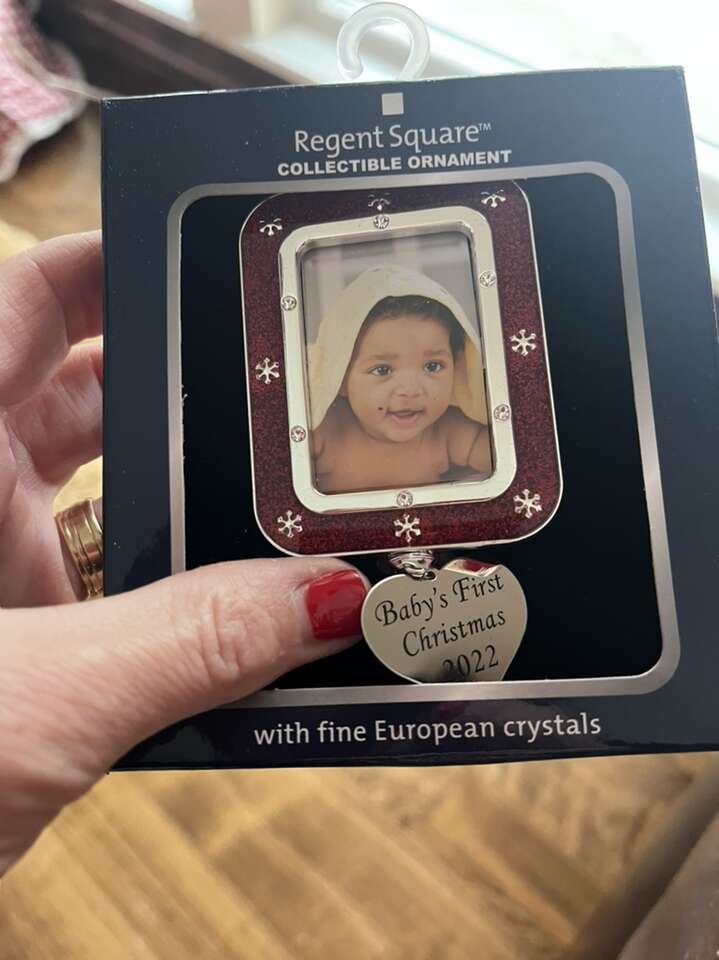 Regent Square™
COLLECTIBLE ORNAMENT
Baby's First
Christmas
2022
with fine European crystals